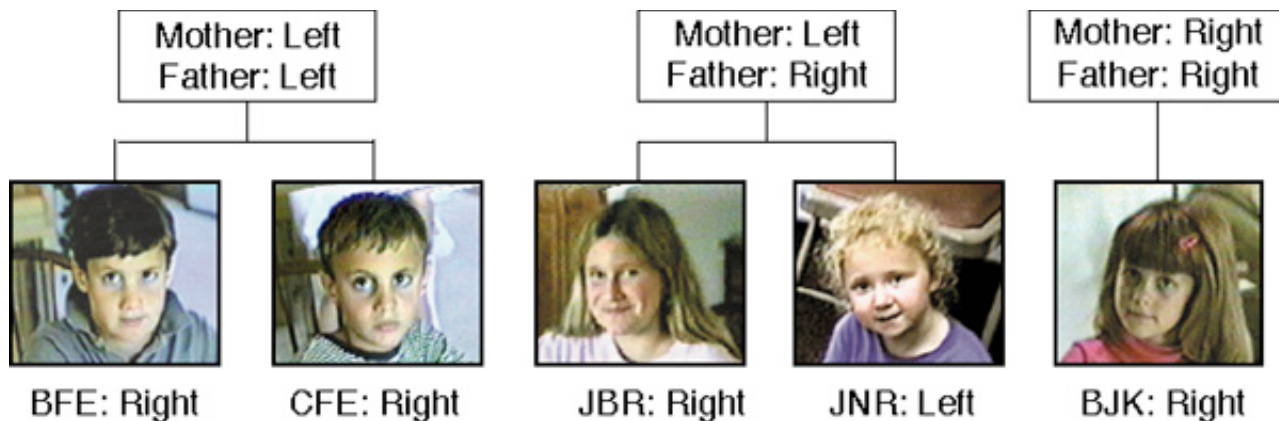 Mother: Left
Father: Left
Mother: Left
Father: Right
Mother: Right
Father: Right
BFE: Right
CFE: Right
JBR: Right
JNR: Left
BJK: Right